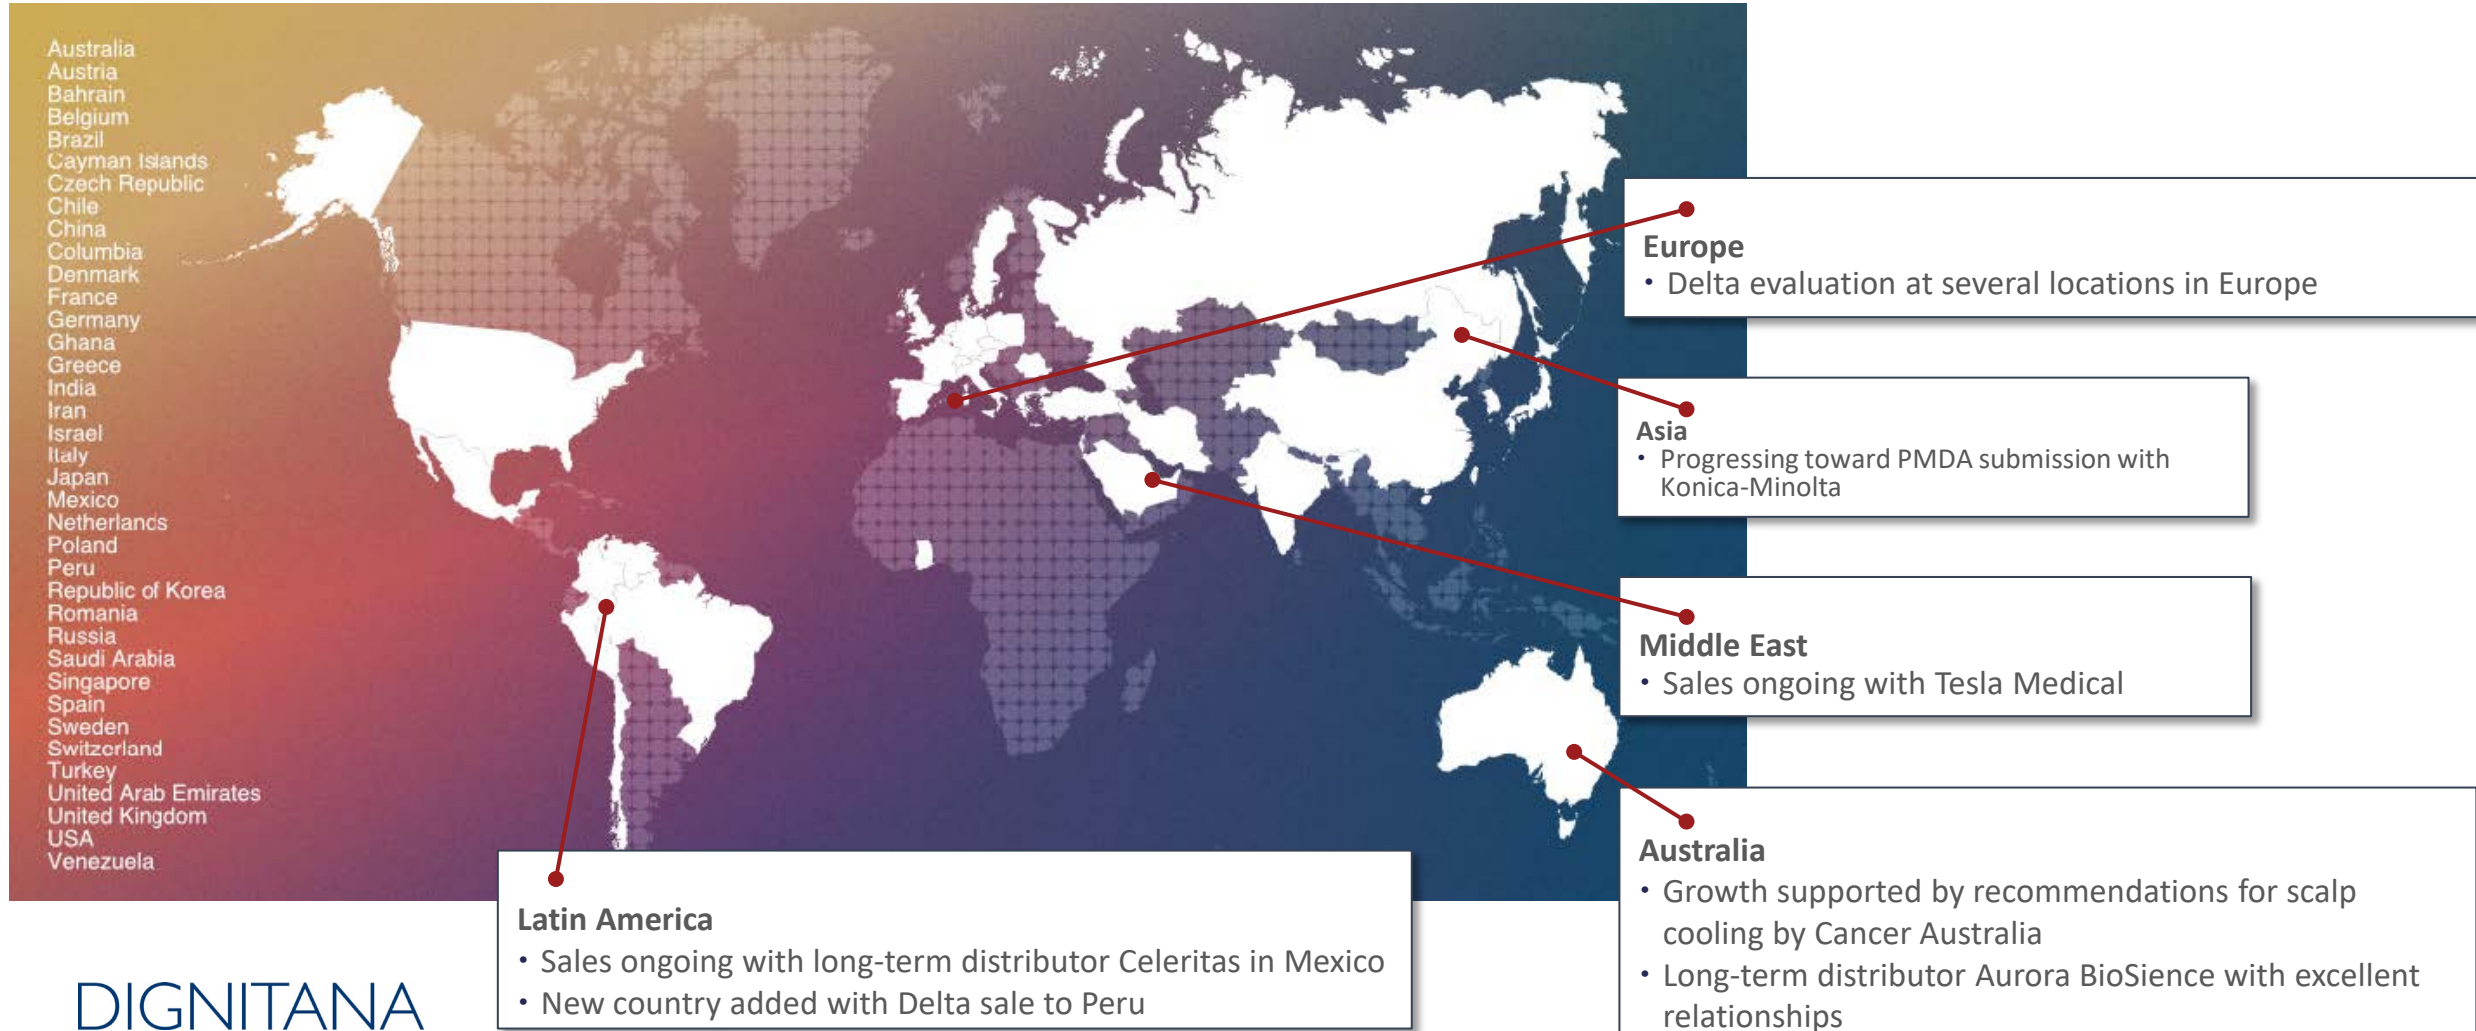 Australia
Austria
Bahrain
Belgium
Brazil
Cayman Islands
Czech Republic
Chile
China
Columbia
Denmark
France
Germany
Ghana
Greece
India
Iran
Israel
Italy
Japan
Mexico
Netherlands
Poland
Peru
Republic of Korea
Romania
Russia
Saudi Arabia
Singapore
Spain
Sweden
Switzerland
Turkey
United Arab Emirates
United Kingdom
USA
Venezuela
Europe
• Delta evaluation at several locations in Europe
Asia
• Progressing toward PMDA submission with
Konica-Minolta
Middle East
• Sales ongoing with Tesla Medical
Australia
• Growth supported by recommendations for scalp
cooling by Cancer Australia
• Long-term distributor Aurora BioSience with excellent
relationships
Latin America
• Sales ongoing with long-term distributor Celeritas in Mexico
• New country added with Delta sale to Peru
DIGNITANA